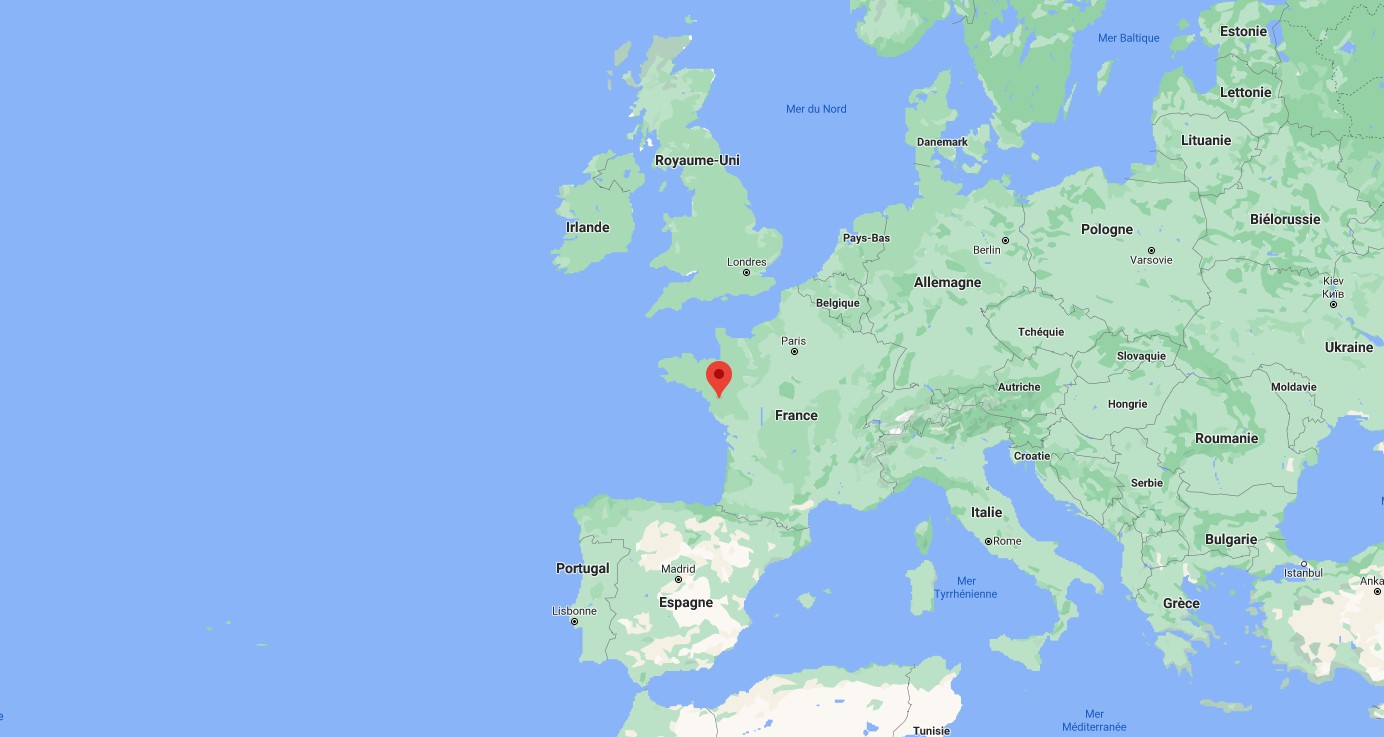 Estonie
Mer Baltique
Lettonie
Mer du Nord
Danemark
Lituanie
Royaume-Uni
Biélorussie
Irlande
Pays-Bas
Pologne
Berlin
Varsovie
Londres
Allemagne
Kiev
Київ
Belgique
Tchéquie
Paris
Ukraine
Slovaquie
Autriche
Moldavie
Hongrie
France
Roumanie
Croatie
Serbie
Italie
Rome
Bulgarie
Portugal
Madrid
Istanbul
Anka
Mer
Tyrrhénienne
Espagne
Grèce
Lisbonne
Mer
Méditerranée
Tunisie